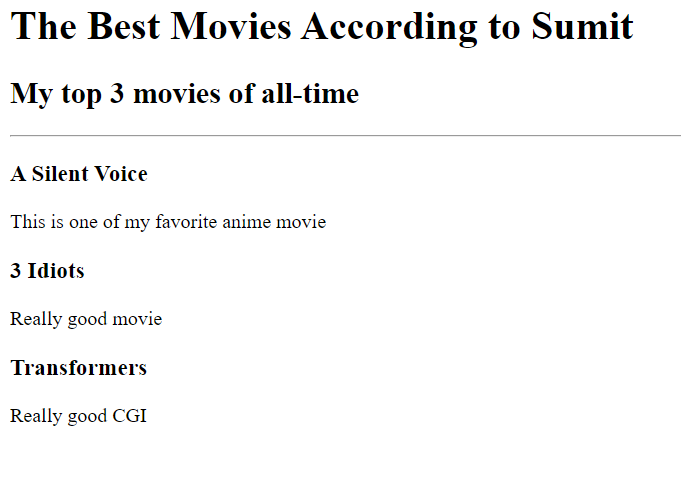 The Best Movies According to Sumit
My top 3 movies of all-time
A Silent Voice
This is one of my favorite anime movie
3 Idiots
Really good movie
Transformers
Really good CGI